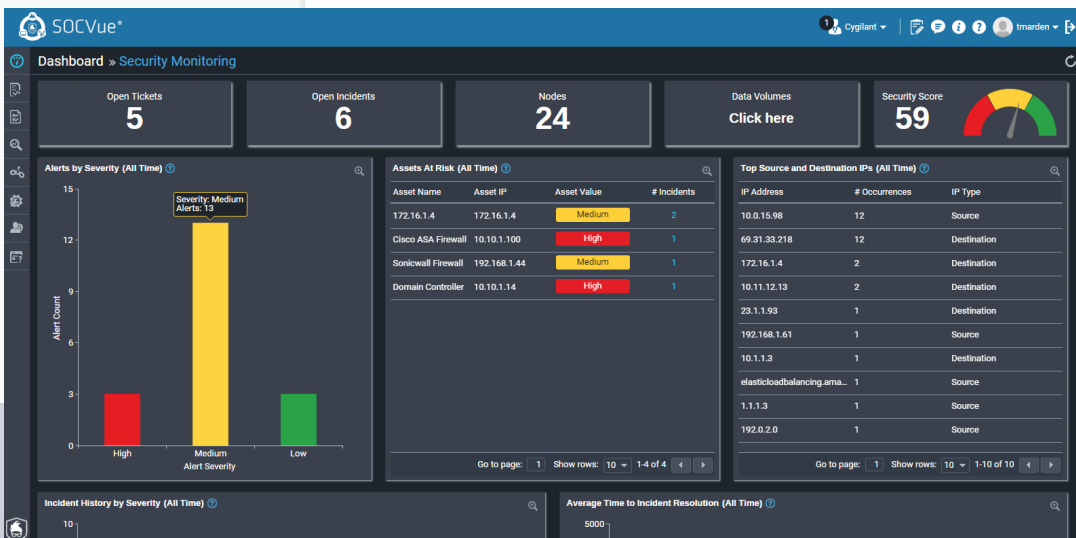 SOCVue®
1
Cygilant
tmarden
Dashboard » Security Monitoring
Open Tickets
5
Open Incidents
6
Nodes
24
Data Volumes
Click here
Security Score
59
Alerts by Severity (All Time)
15
12
9
6
3
0
Alert Count
Severity: Medium
Alerts: 13
High Medium Low
Alert Severity
Assets At Risk (All Time)
Asset Name Asset IP Asset Value # Incidents
172.16.1.4 172.16.1.4 Medium 2
Cisco ASA Firewall 10.10.1.100 High 1
Sonicwall Firewall 192.168.1.44 Medium 1
Domain Controller 10.10.1.14 High 1
Go to page: 1 Show rows: 10 1-4 of 4
Top Source and Destination IPs (All Time)
IP Address # Occurrences IP Type
10.0.15.98 12 Source
69.31.33.218 12 Destination
172.16.1.4 2 Destination
10.11.12.13 2 Destination
23.1.1.93 1 Destination
192.168.1.61 1 Source
10.1.1.3 1 Destination
elasticloadbalancing.ama... 1 Source
1.1.1.3 1 Source
192.0.2.0 1 Source
Go to page: 1 Show rows: 10 1-10 of 10
Incident History by Severity (All Time)
10
Average Time to Incident Resolution (All Time)
5000